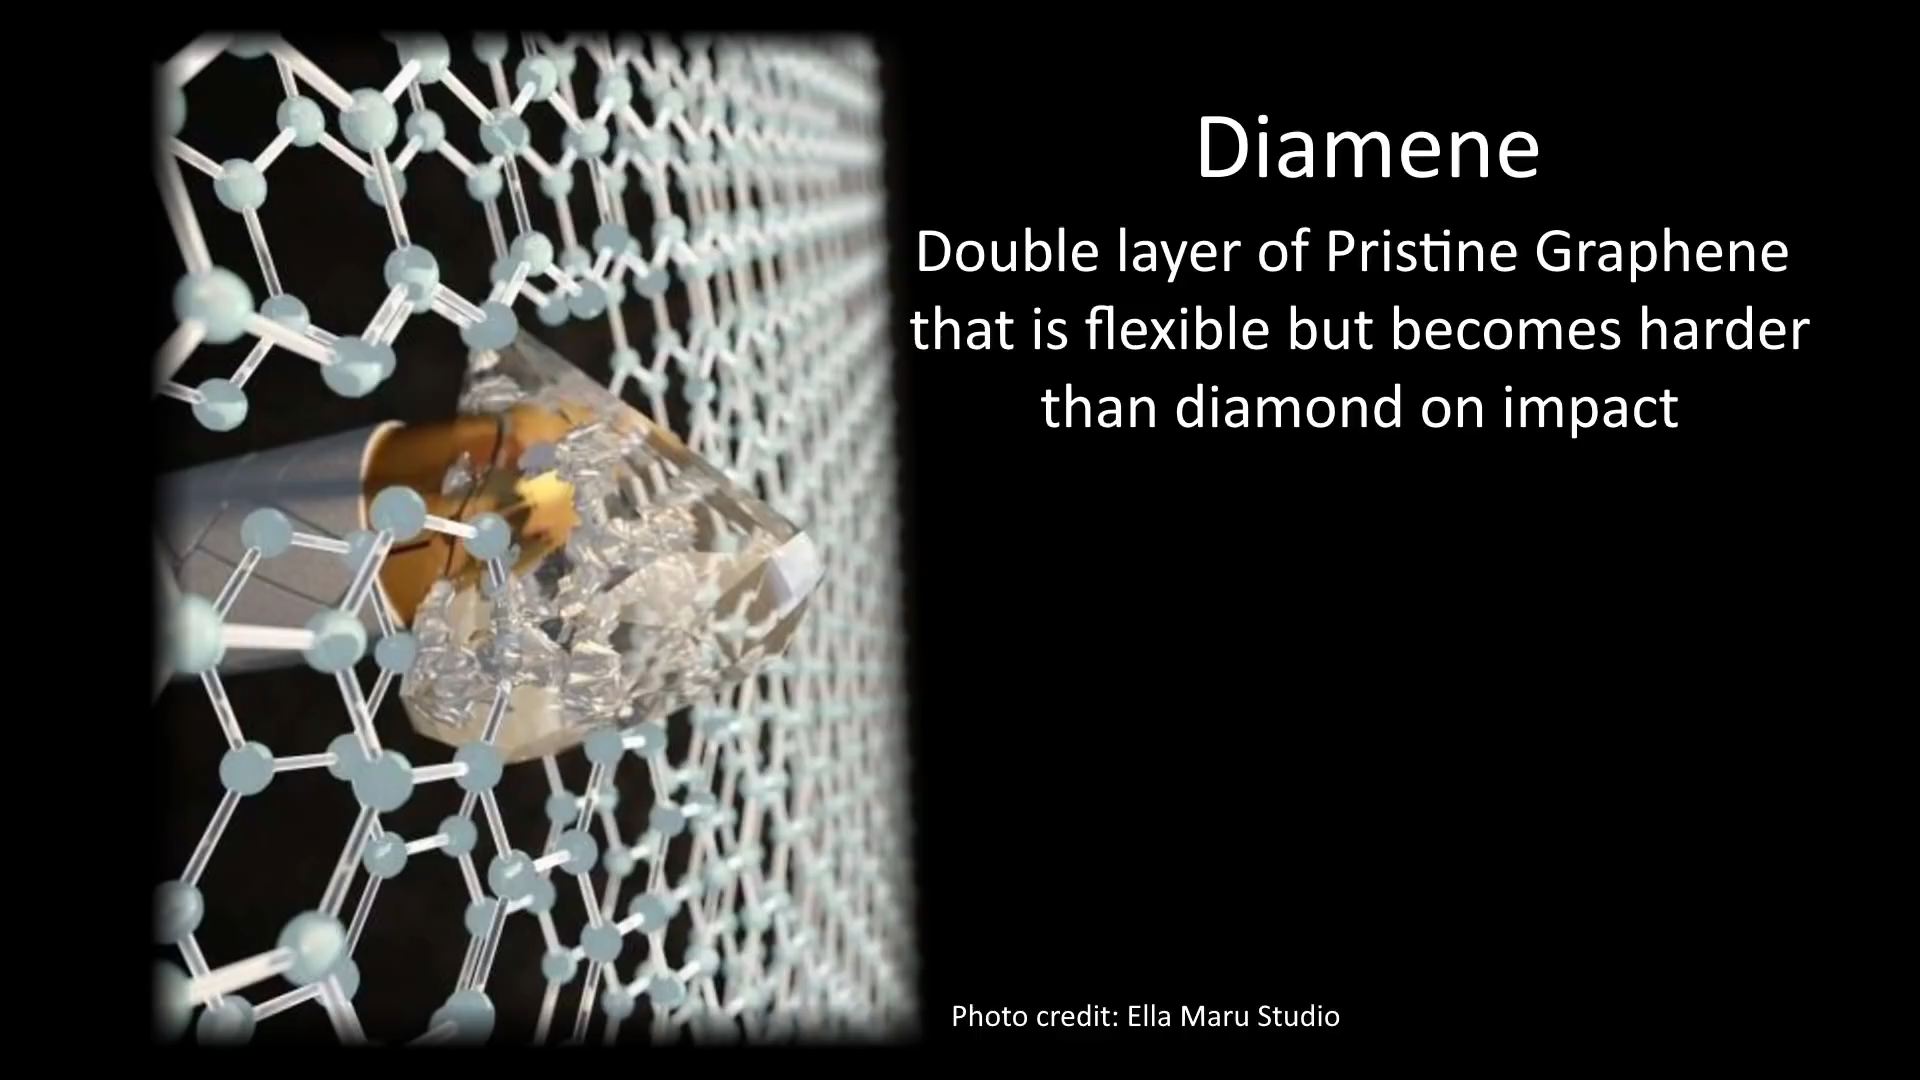 Diamene
Double layer of Pristine Graphene
that is flexible but becomes harder
than diamond on impact
Photo credit: Ella Maru Studio